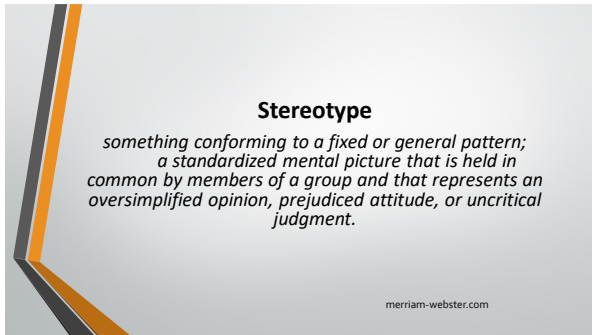 Stereotype
something conforming to a fixed or general pattern;
a standardized mental picture that is held in
common by members of a group and that represents an
oversimplified opinion, prejudiced attitude, or uncritical
judgment.
merriam-webster.com